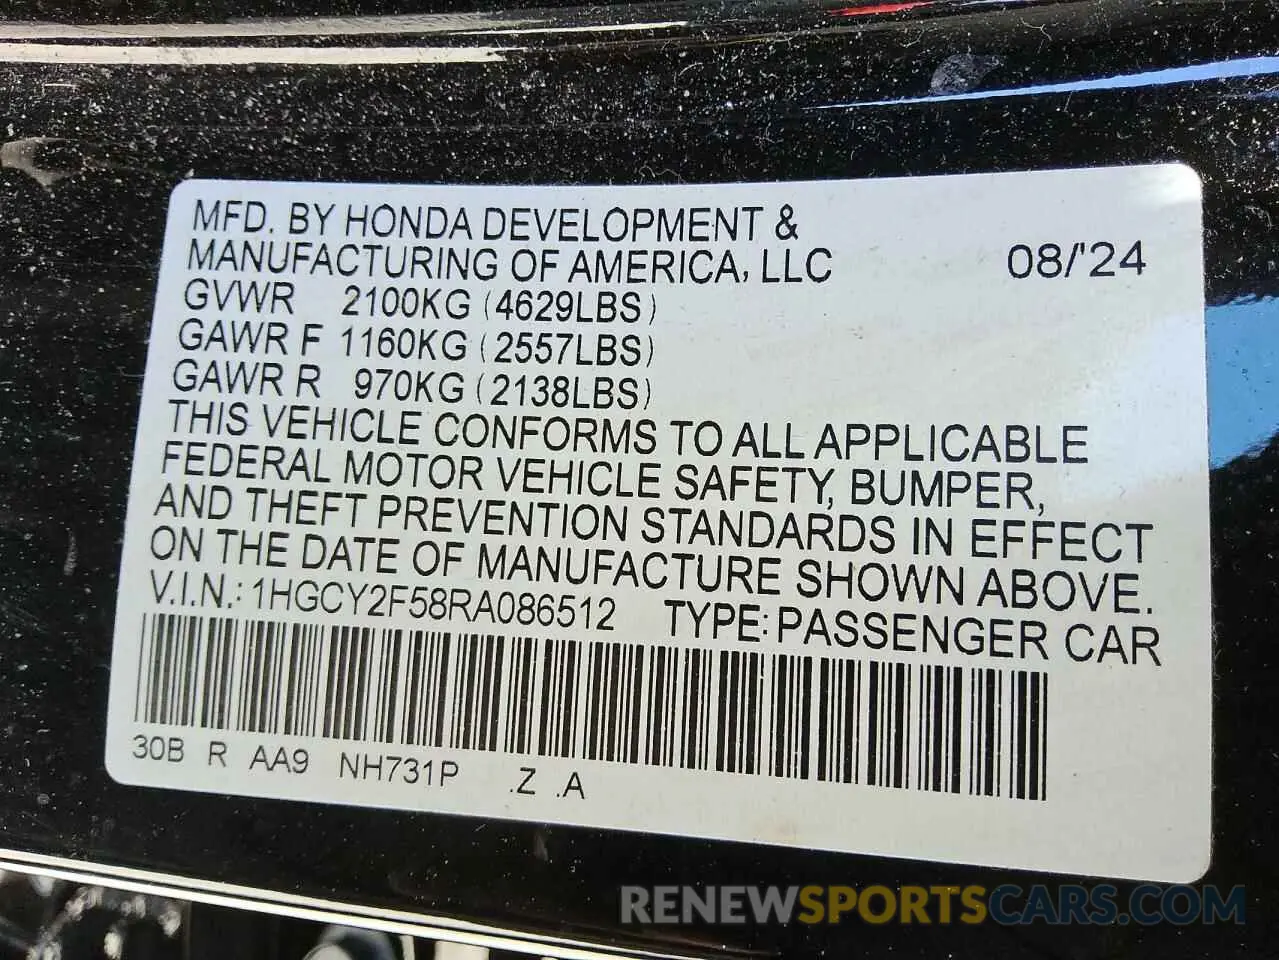 MFD. BY HONDA DEVELOPMENT &
MANUFACTURING OF AMERICA, LLC 08/'24
GVWR 2100KG (4629LBS)
GAWR F 1160KG (2557LBS)
GAWR R 970KG (2138LBS)
THIS VEHICLE CONFORMS TO ALL APPLICABLE
FEDERAL MOTOR VEHICLE SAFETY, BUMPER,
AND THEFT PREVENTION STANDARDS IN EFFECT
ON THE DATE OF MANUFACTURE SHOWN ABOVE.
V.I.N.: 1HGCY2F58RA086512 TYPE: PASSENGER CAR
30B R AA9 NH731P .Z .A
RENEWSPORTSCARS.COM